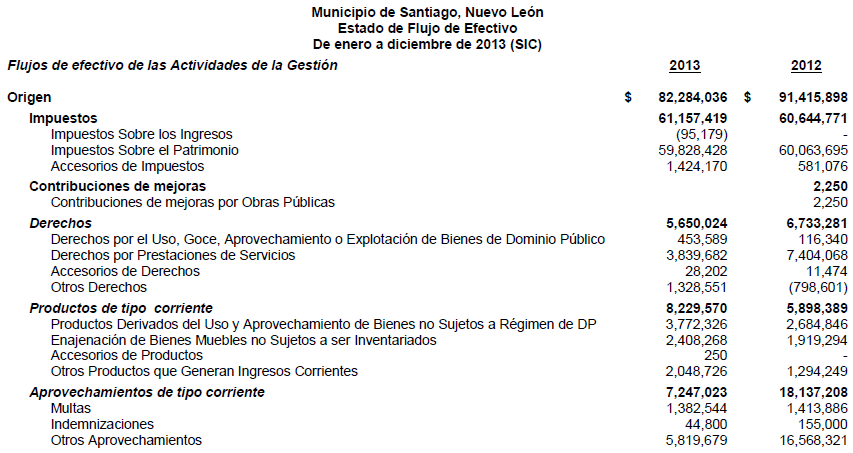 Municipio de Santiago, Nuevo León
Estado de Flujo de Efectivo
De enero a diciembre de 2013 (SIC)
Flujos de efectivo de las Actividades de la Gestión 2013 2012
Origen $ 82,284,036 $ 91,415,898
Impuestos 61,157,419 60,644,771
Impuestos Sobre los Ingresos (95,179) -
Impuestos Sobre el Patrimonio 59,828,428 60,063,695
Accesorios de Impuestos 1,424,170 581,076
Contribuciones de mejoras 2,250
Contribuciones de mejoras por Obras Públicas 2,250
Derechos 5,650,024 6,733,281
Derechos por el Uso, Goce, Aprovechamiento o Explotación de Bienes de Dominio Público 453,589 116,340
Derechos por Prestaciones de Servicios 3,839,682 7,404,068
Accesorios de Derechos 28,202 11,474
Otros Derechos 1,328,551 (798,601)
Productos de tipo corriente 8,229,570 5,898,389
Productos Derivados del Uso y Aprovechamiento de Bienes no Sujetos a Régimen de DP 3,772,326 2,684,846
Enajenación de Bienes Muebles no Sujetos a ser Inventariados 2,408,268 1,919,294
Accesorios de Productos 250 -
Otros Productos que Generan Ingresos Corrientes 2,048,726 1,294,249
Aprovechamientos de tipo corriente 7,247,023 18,137,208
Multas 1,382,544 1,413,886
Indemnizaciones 44,800 155,000
Otros Aprovechamientos 5,819,679 16,568,321